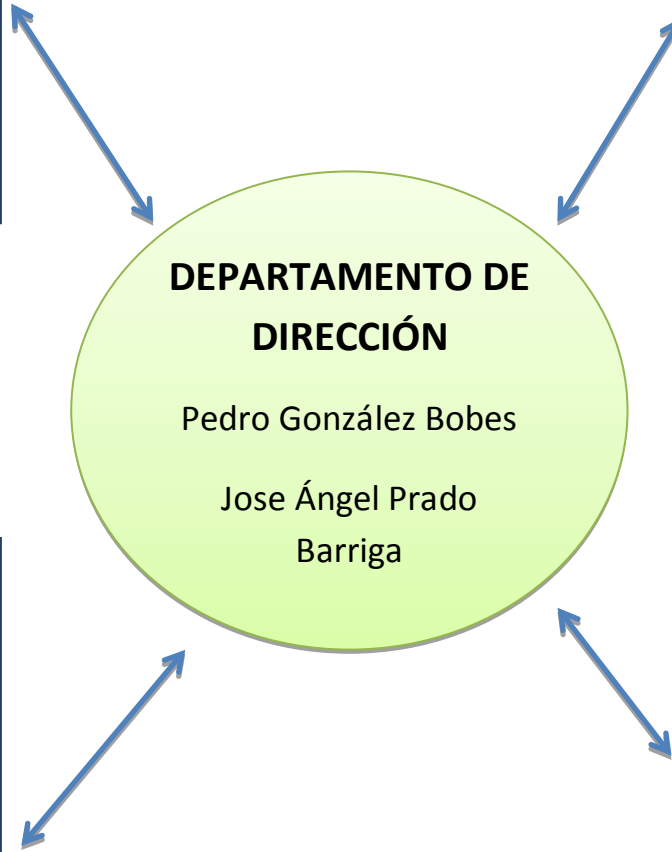 DEPARTAMENTO DE
DIRECCIÓN
Pedro González Bobes
Jose Ángel Prado
Barriga